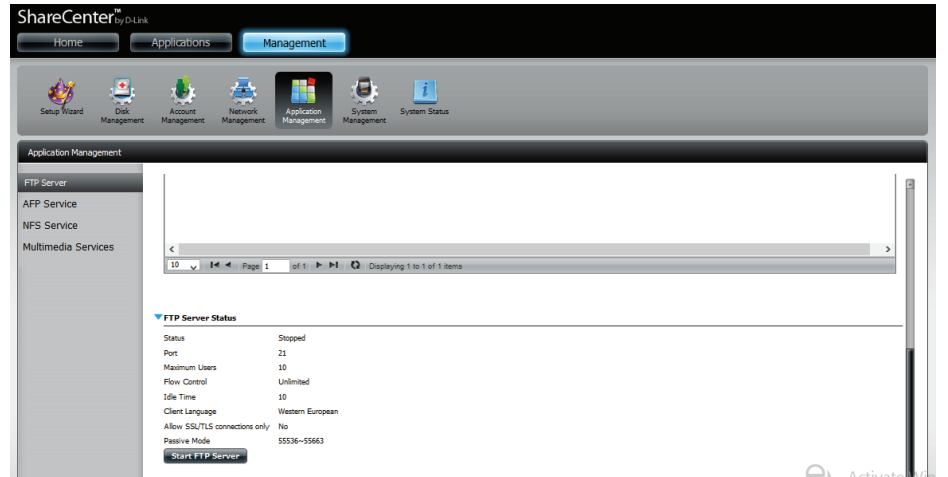 ShareCenter™ by D-Link
Home Applications Management
Setup Wizard
Disk Management
Account Management
Network Management
Application Management
System Management
System Status
Application Management
FTP Server
AFP Service
NFS Service
Multimedia Services
10 Page 1 of 1 Displaying 1 to 1 of 1 items
FTP Server Status
Status Stopped
Port 21
Maximum Users 10
Flow Control Unlimited
Idle Time 10
Client Language Western European
Allow SSL/TLS connections only No
Passive Mode 55536~55663
Start FTP Server